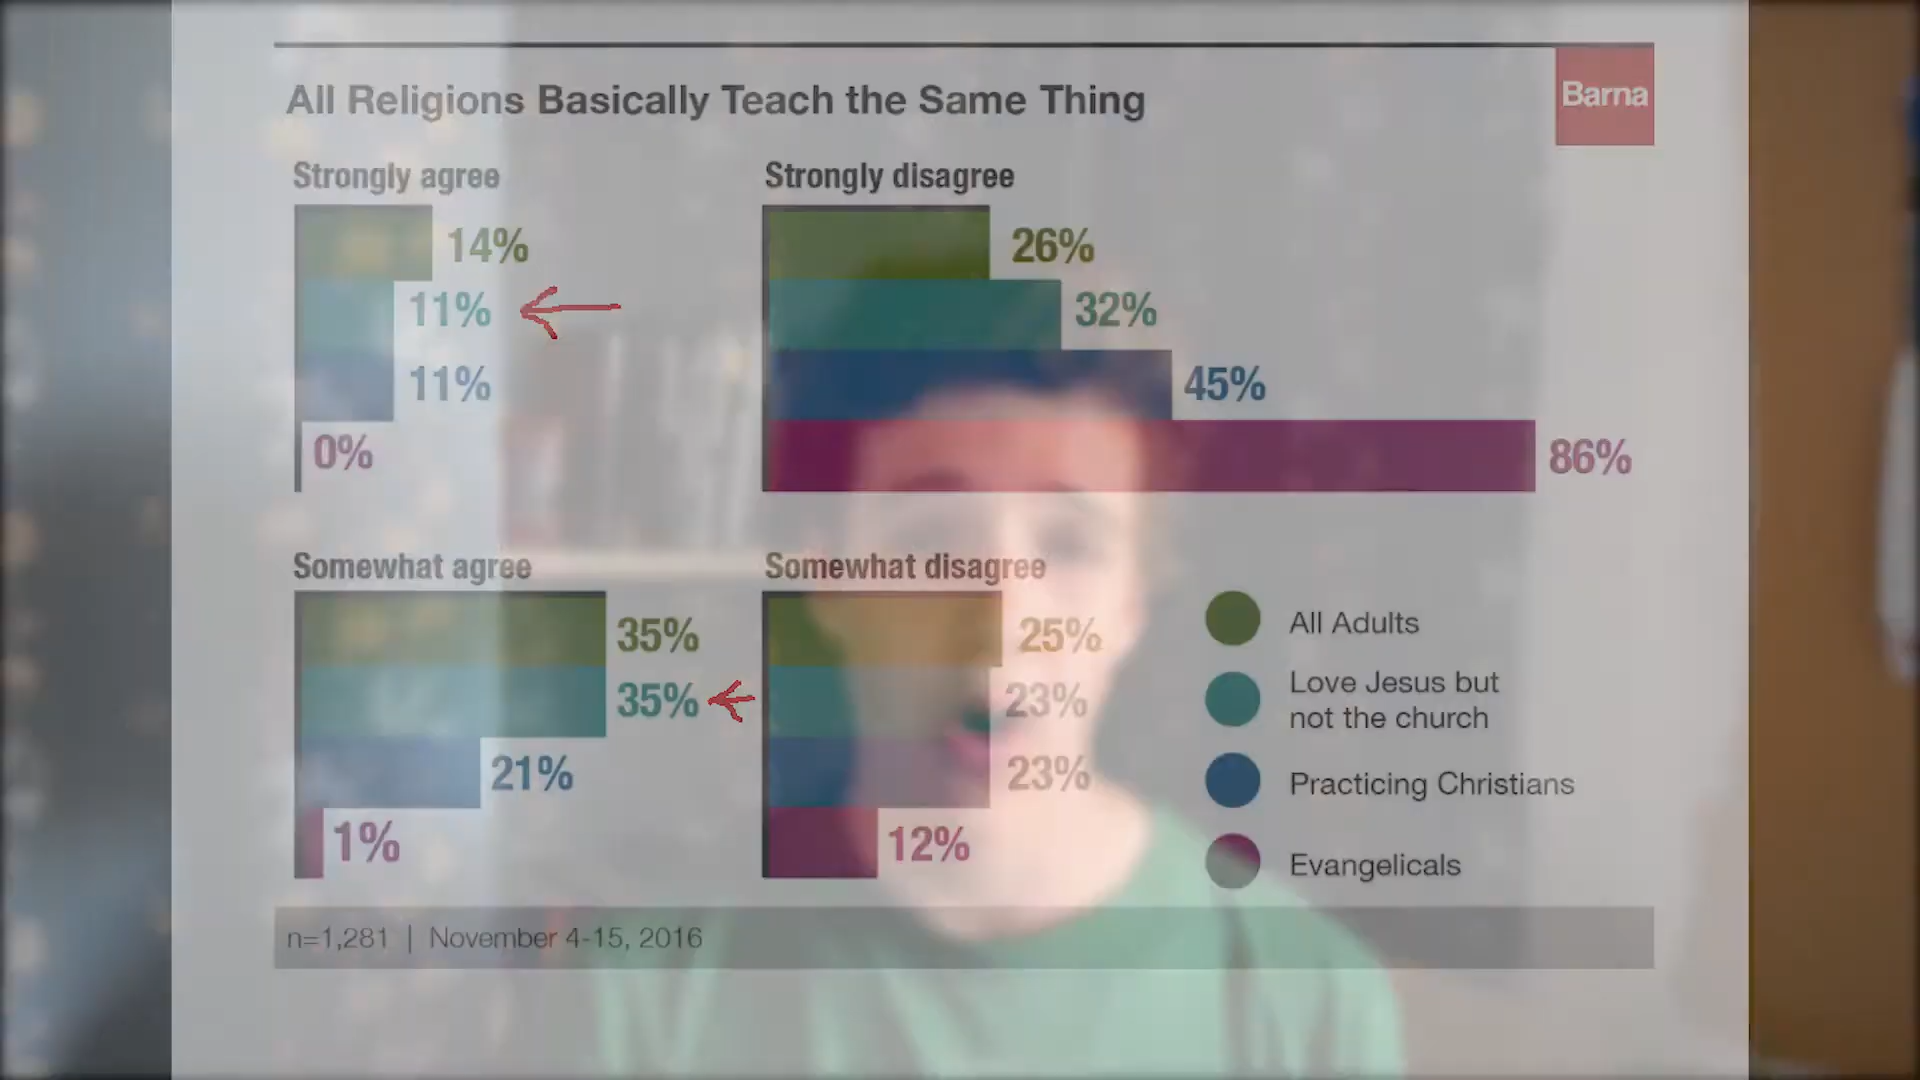 All Religions Basically Teach the Same Thing
Barna
Strongly agree
14%
11%
11%
0%
Strongly disagree
26%
32%
45%
86%
Somewhat agree
35%
35%
21%
1%
Somewhat disagree
25%
23%
23%
12%
All Adults
Love Jesus but
not the church
Practicing Christians
Evangelicals
n=1,281 | November 4-15, 2016